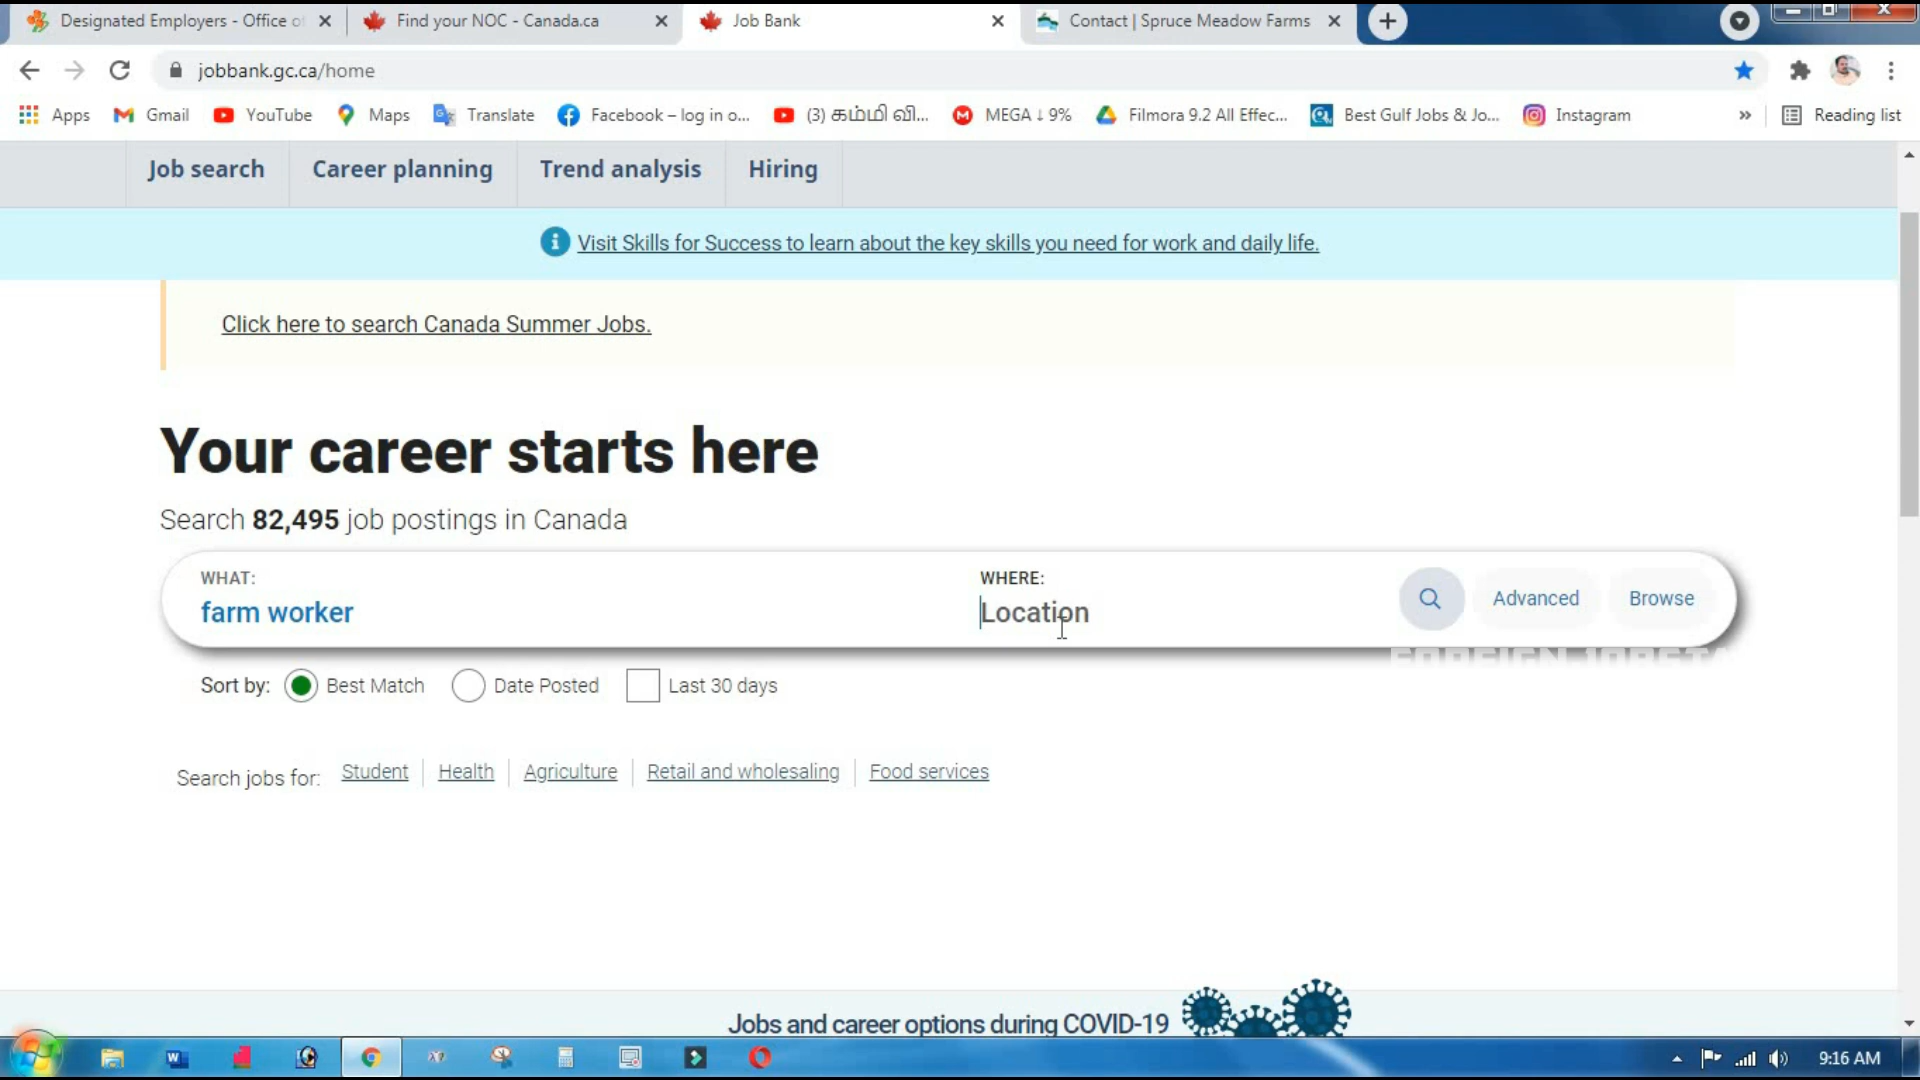 Designated Employers - Office o
Find your NOC - Canada.ca
Job Bank
Contact | Spruce Meadow Farms
jobbank.gc.ca/home
Apps
Gmail
YouTube
Maps
Translate
Facebook – log in o...
(3) கம்மி வி...
MEGA ↓ 9%
Filmora 9.2 All Effec...
Best Gulf Jobs & Jo...
Instagram
»
Reading list
Job search
Career planning
Trend analysis
Hiring
Visit Skills for Success to learn about the key skills you need for work and daily life.
Click here to search Canada Summer Jobs.
Your career starts here
Search 82,495 job postings in Canada
WHAT:
farm worker
WHERE:
Location
Advanced
Browse
Sort by:
Best Match
Date Posted
Last 30 days
Search jobs for:
Student
Health
Agriculture
Retail and wholesaling
Food services
Jobs and career options during COVID-19
9:16 AM